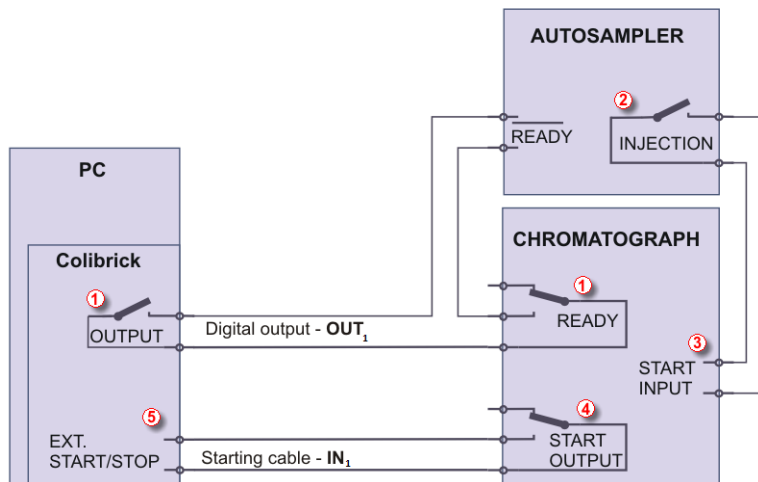 AUTOSAMPLER
2
READY
INJECTION
PC
CHROMATOGRAPH
Colibrick
1
OUTPUT
Digital output - OUT₁
1
READY
3
START
INPUT
5
EXT.
START/STOP
Starting cable - IN₁
4
START
OUTPUT